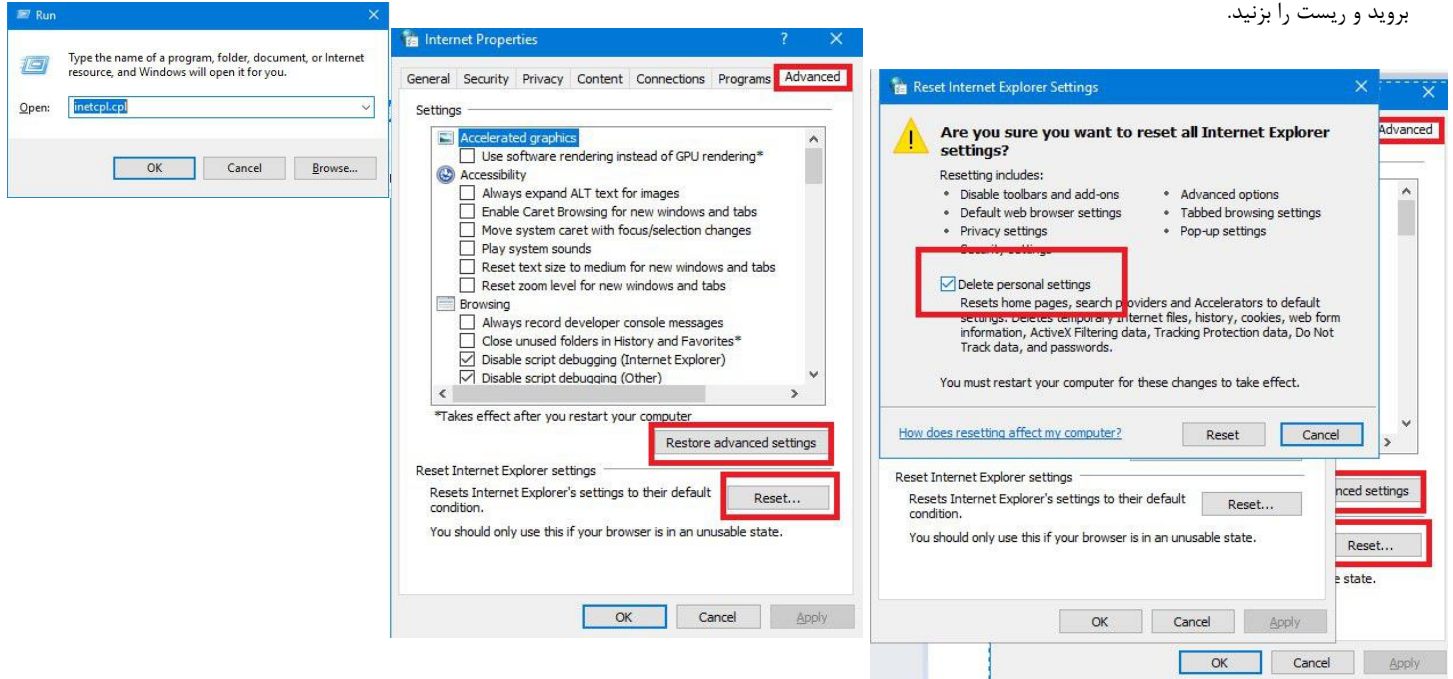 بروید و ریست را بزنید.
Run
Type the name of a program, folder, document, or Internet
resource, and Windows will open it for you.
Open: inetcpl.cpl
OK Cancel Browse...
Internet Properties
General Security Privacy Content Connections Programs Advanced
Settings
Accelerated graphics
Use software rendering instead of GPU rendering*
Accessibility
Always expand ALT text for images
Enable Caret Browsing for new windows and tabs
Move system caret with focus/selection changes
Play system sounds
Reset text size to medium for new windows and tabs
Reset zoom level for new windows and tabs
Browsing
Always record developer console messages
Close unused folders in History and Favorites*
Disable script debugging (Internet Explorer)
Disable script debugging (Other)
*Takes effect after you restart your computer
Restore advanced settings
Reset Internet Explorer settings
Resets Internet Explorer's settings to their default
condition.
Reset...
You should only use this if your browser is in an unusable state.
OK Cancel Apply
Reset Internet Explorer Settings
Are you sure you want to reset all Internet Explorer
settings?
Resetting includes:
• Disable toolbars and add-ons
• Default web browser settings
• Privacy settings
• Security settings
• Advanced options
• Tabbed browsing settings
• Pop-up settings
Delete personal settings
Resets home pages, search providers and Accelerators to default
settings. Deletes temporary Internet files, history, cookies, web form
information, ActiveX Filtering data, Tracking Protection data, Do Not
Track data, and passwords.
You must restart your computer for these changes to take effect.
How does resetting affect my computer?
Reset Cancel
Reset Internet Explorer settings
Resets Internet Explorer's settings to their default
condition.
Reset...
You should only use this if your browser is in an unusable state.
OK Cancel Apply
Advanced
nced settings
Reset...
e state.
OK Cancel Apply